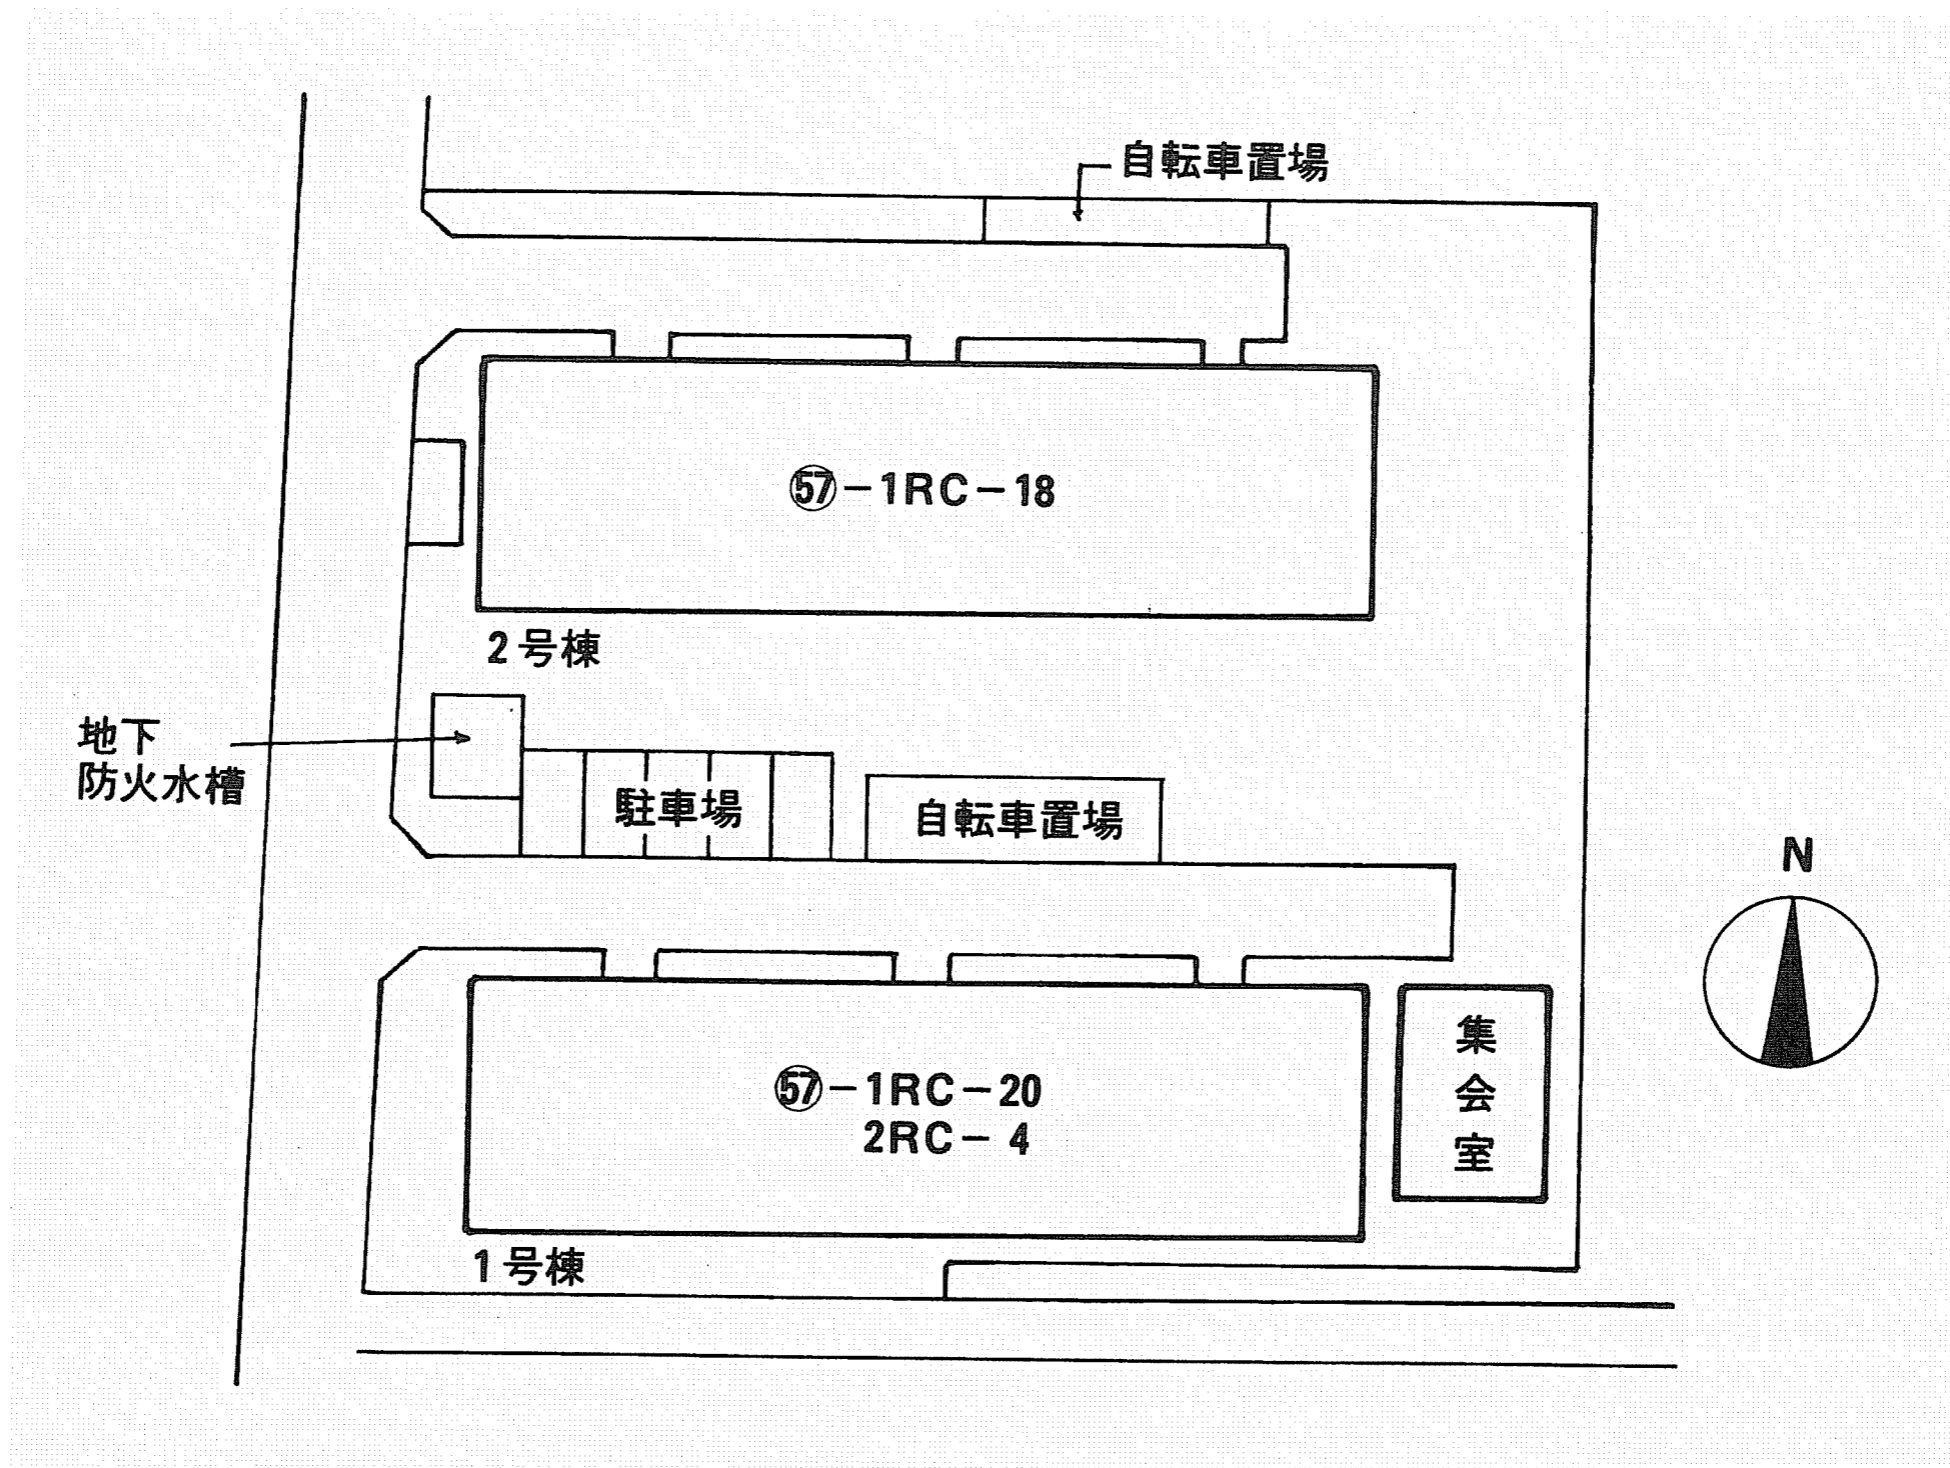 自転車置場
㊼-1RC-18
2号棟
地下
防火水槽
駐車場
自転車置場
N
㊼-1RC-20
2RC-4
集会室
1号棟